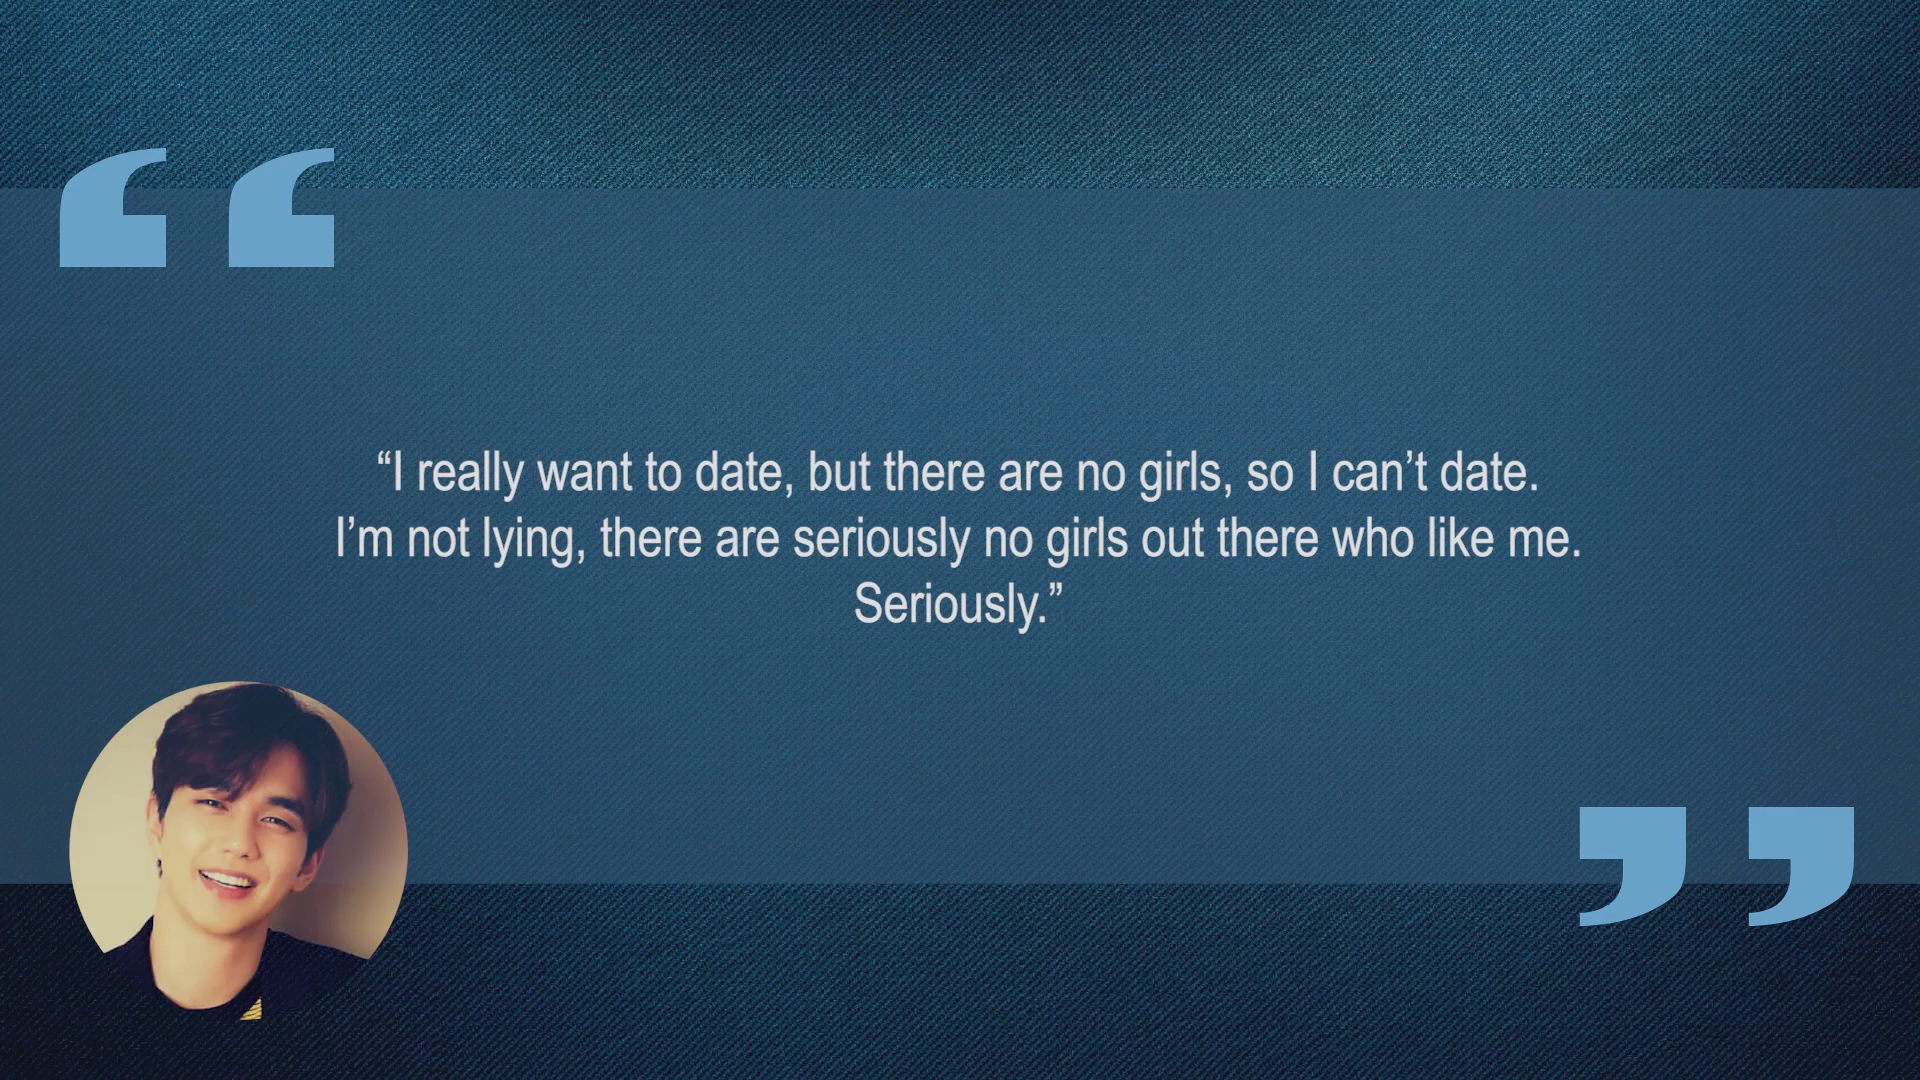 “I really want to date, but there are no girls, so I can’t date.
I’m not lying, there are seriously no girls out there who like me.
Seriously.”